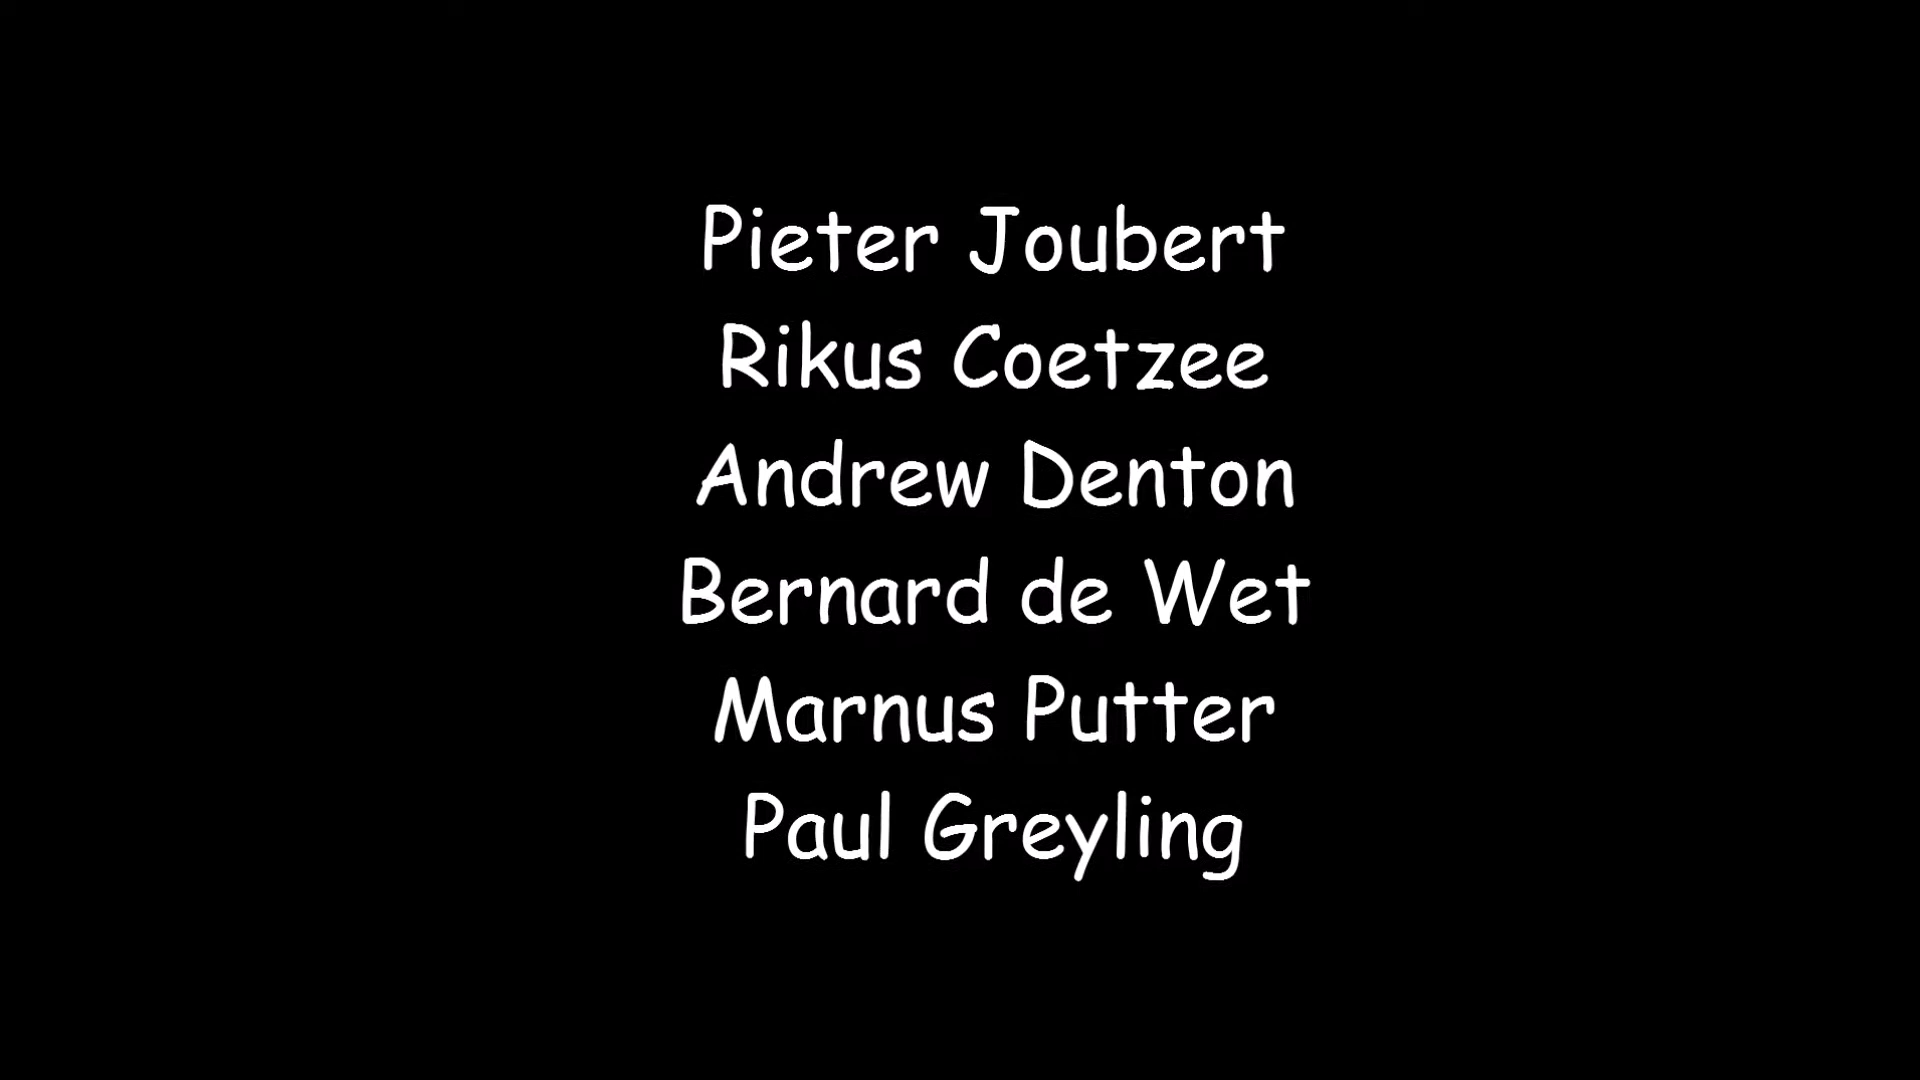 Pieter Joubert
Rikus Coetzee
Andrew Denton
Bernard de Wet
Marnus Putter
Paul Greyling